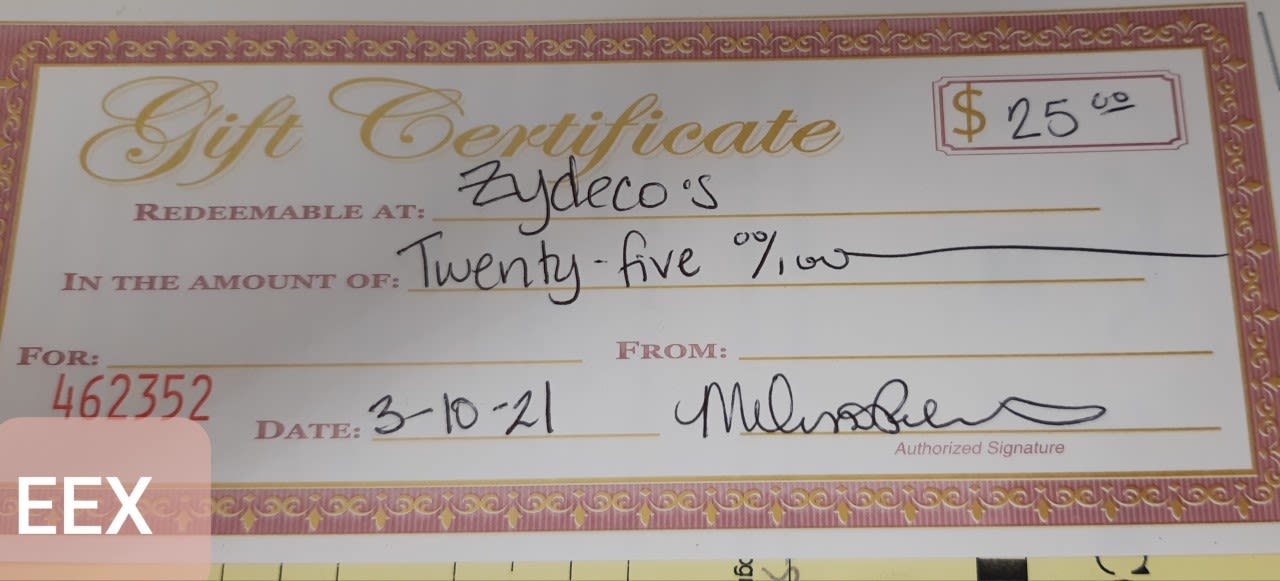 Gift Certificate
$ 25 00
REDEEMABLE AT: Zydeco's
IN THE AMOUNT OF: Twenty-five 00/100
FOR:
FROM:
462352
DATE: 3-10-21
Authorized Signature
EEX